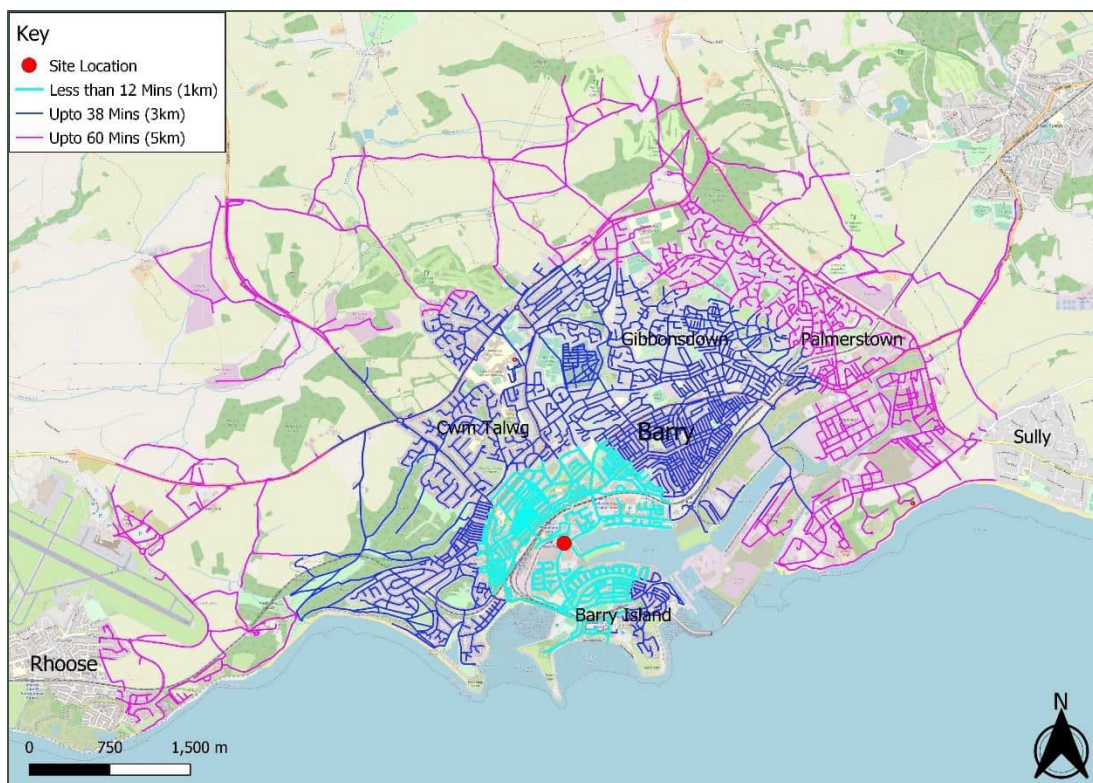 Key
Site Location
Less than 12 Mins (1km)
Upto 38 Mins (3km)
Upto 60 Mins (5km)
Gibbonsdown
Palmerstown
Cwm Talwg
Barry
Sully
Barry Island
Rhoose
N
0 750 1,500 m